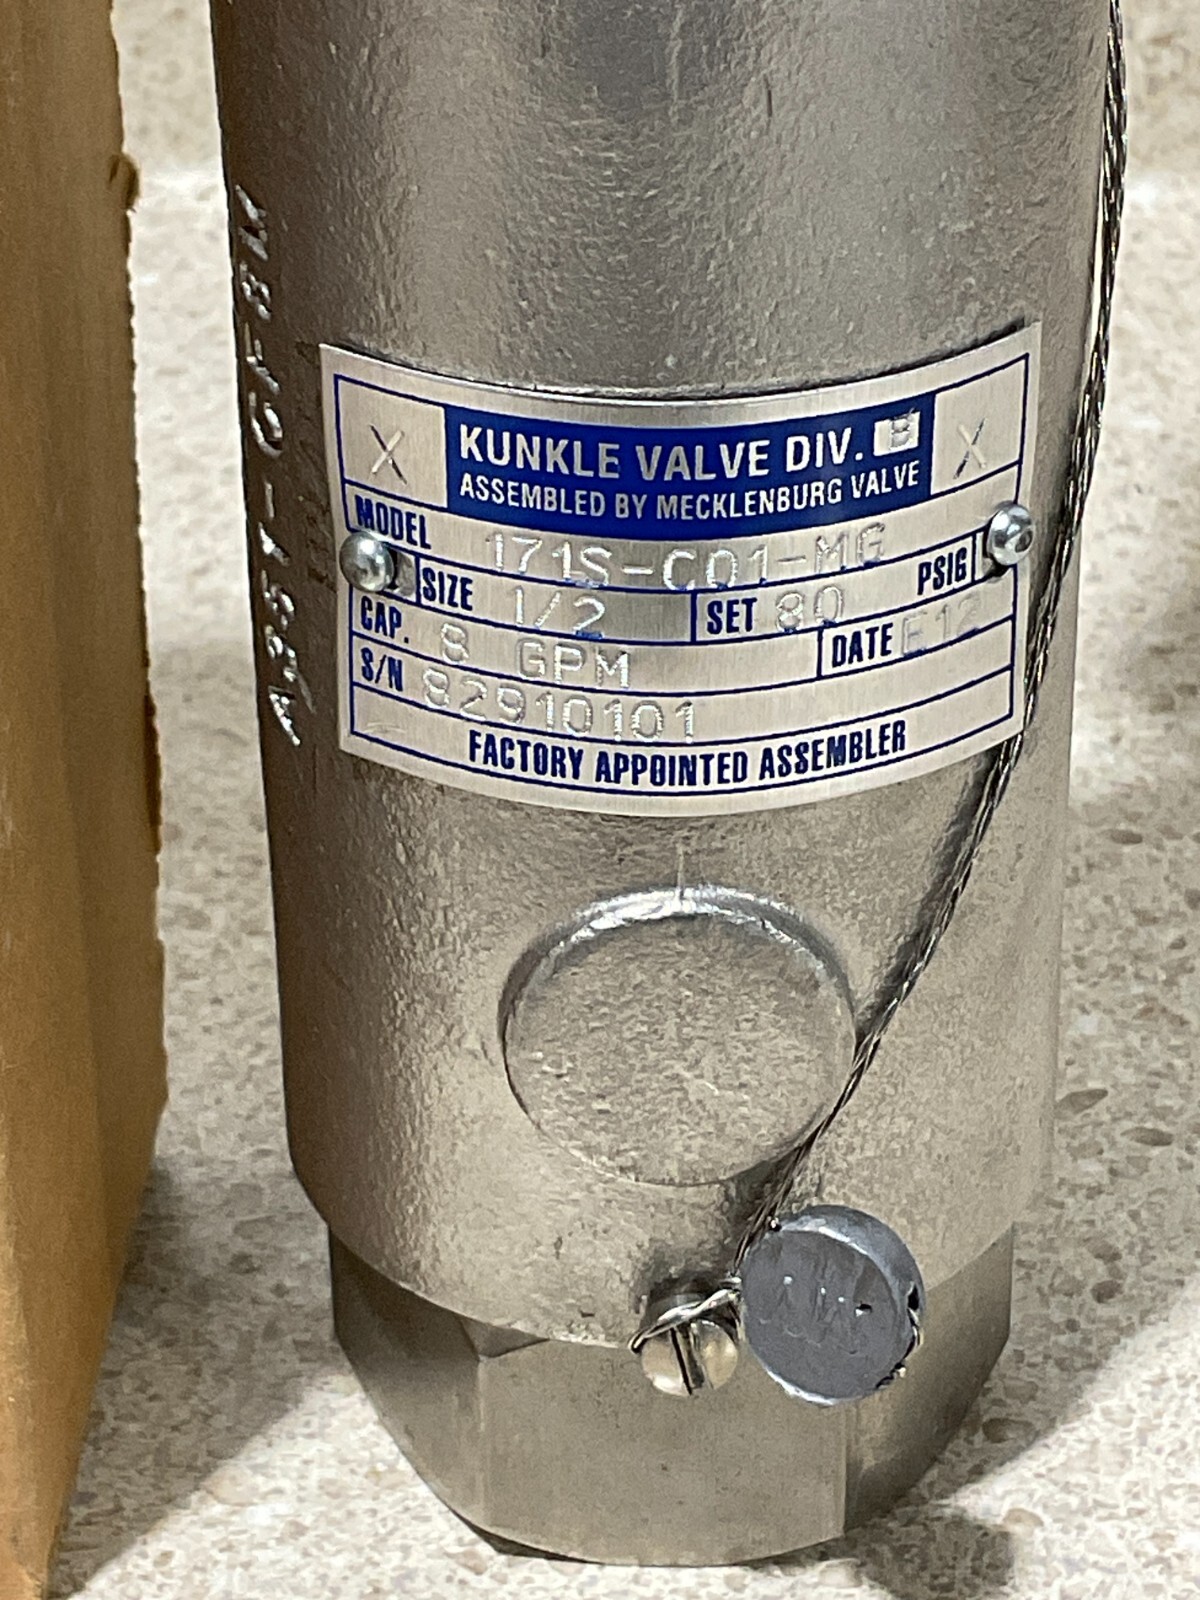 X KUNKLE VALVE DIV. B X
ASSEMBLED BY MECKLENBURG VALVE
MODEL 171S-C01-MG
SIZE 1/2 SET 80 PSIG
CAP. 8 GPM DATE E12
S/N 82910101
FACTORY APPOINTED ASSEMBLER
A351-CF8M